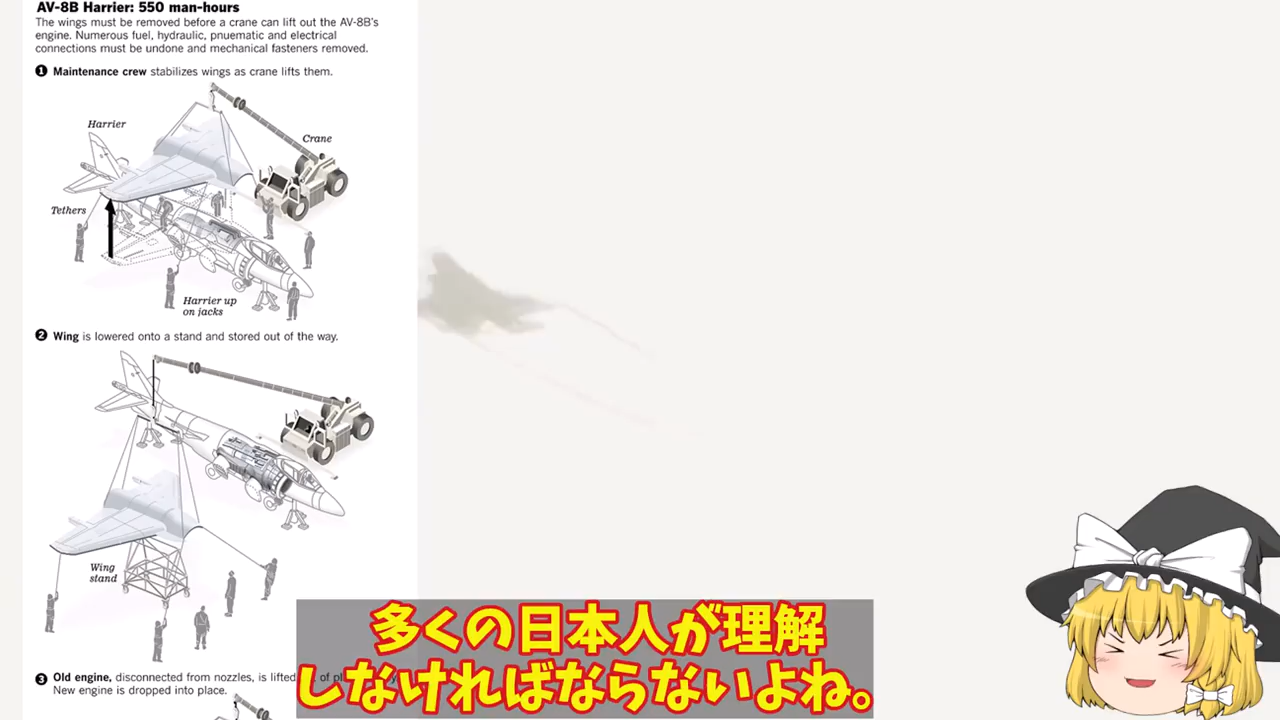 AV-8B Harrier: 550 man-hours
The wings must be removed before a crane can lift out the AV-8B's
engine. Numerous fuel, hydraulic, pnuematic and electrical
connections must be undone and mechanical fasteners removed.
1 Maintenance crew stabilizes wings as crane lifts them.
Harrier
Crane
Tethers
Harrier up
on jacks
2 Wing is lowered onto a stand and stored out of the way.
Wing
stand
3 Old engine, disconnected from nozzles, is lifted
New engine is dropped into place.
多くの日本人が理解
しなければならないよね。